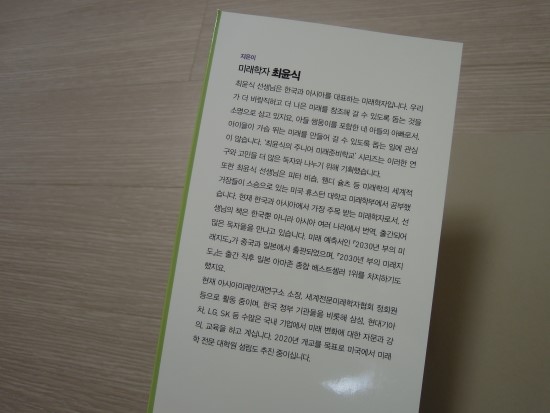 지은이
미래학자 최윤식
최윤식 선생님은 한국과 아시아를 대표하는 미래학자입니다. 우리
가 더 바람직하고 더 나은 미래를 창조해 갈 수 있도록 돕는 것을
소명으로 삼고 있지요. 아들 쌍둥이를 포함한 네 아들의 아빠로서,
아이들이 가슴 뛰는 미래를 만들어 갈 수 있도록 돕는 일에 관심
이 많습니다. '최윤식의 주니어 미래준비학교' 시리즈는 이러한 연
구와 고민을 더 많은 독자와 나누기 위해 기획했습니다.
또한 최윤식 선생님은 피터 비숍, 웬디 슐츠 등 미래학의 세계적
거장들이 스승으로 있는 미국 휴스턴 대학교 미래학부에서 공부했
습니다. 현재 한국과 아시아에서 가장 주목 받는 미래학자로서, 선
생님의 책은 한국뿐 아니라 아시아 여러 나라에서 번역, 출간되어
많은 독자들을 만나고 있습니다. 미래 예측서인 『2030년 부의 미
래지도』가 중국과 일본에서 출판되었으며, 『2030년 부의 미래지
도』는 출간 직후 일본 아마존 종합 베스트셀러 1위를 차지하기도
했지요.
현재 아시아미래인재연구소 소장, 세계전문미래학자협회 정회원
등으로 활동 중이며, 한국 정부 기관들을 비롯해 삼성, 현대기아
차, LG, SK 등 수많은 국내 기업에서 미래 변화에 대한 자문과 강
의, 교육을 하고 계십니다. 2020년 개교를 목표로 미국에서 미래
학 전문 대학원 설립도 추진 중이십니다.